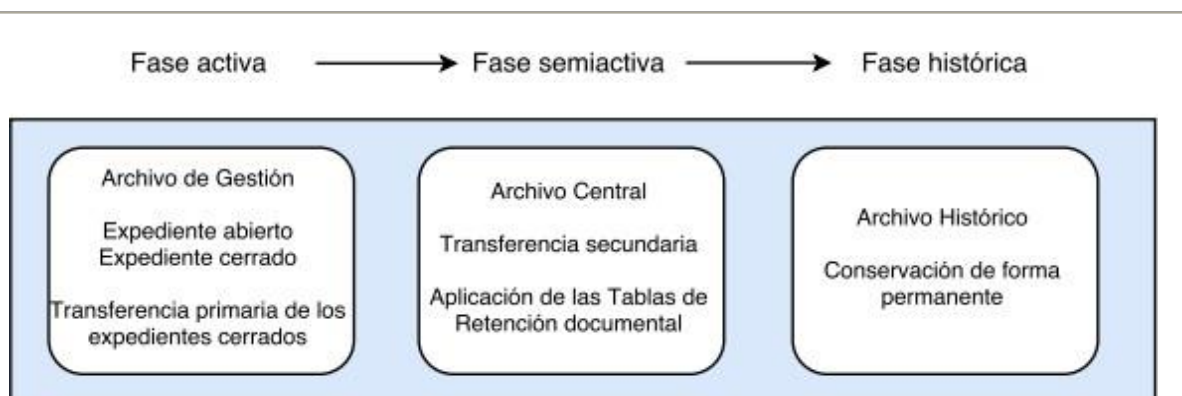 Fase activa
Fase semiactiva
Fase histórica
Archivo de Gestión
Expediente abierto
Expediente cerrado
Transferencia primaria de los
expedientes cerrados
Archivo Central
Transferencia secundaria
Aplicación de las Tablas de
Retención documental
Archivo Histórico
Conservación de forma
permanente